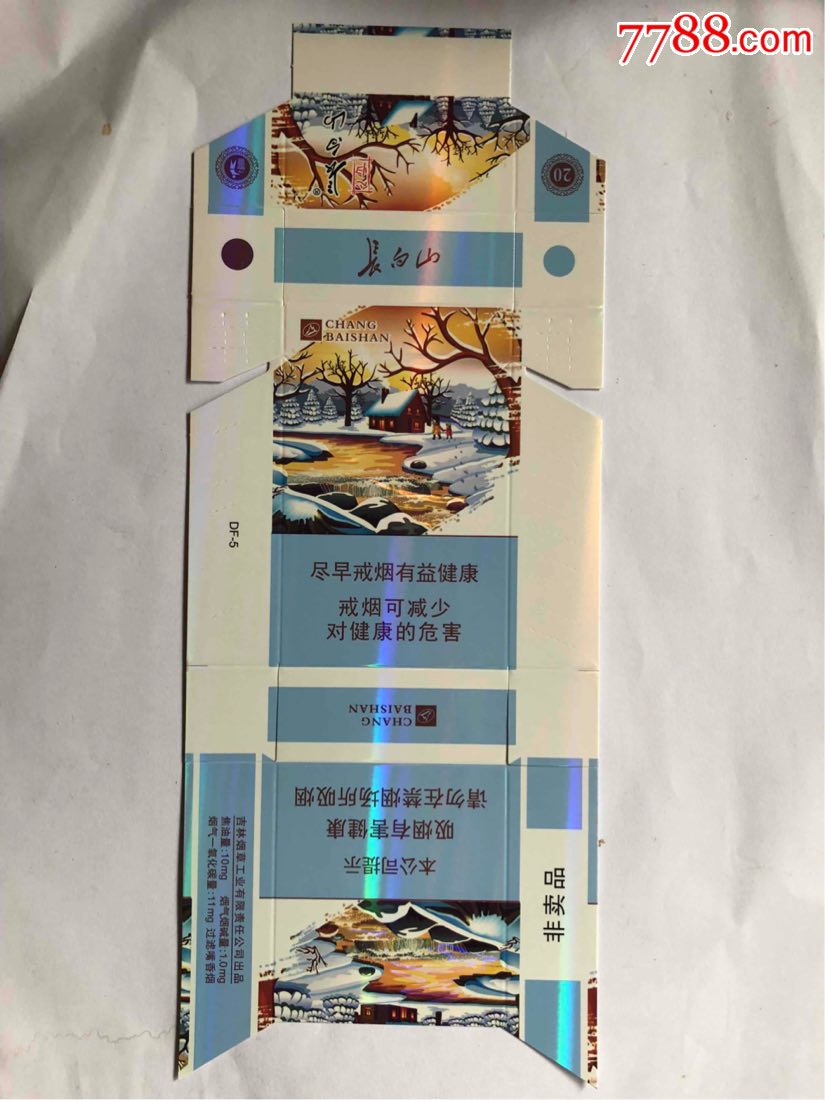 7788.com
长白山
®
20
长白山
CHANG
BAISHAN
DF-5
尽早戒烟有益健康
戒烟可减少
对健康的危害
CHANG
BAISHAN
本公司提示
吸烟有害健康
请勿在禁烟场所吸烟
吉林烟草工业有限责任公司出品
焦油量:10mg 烟气烟碱量:1.0mg
烟气一氧化碳量:11mg 过滤嘴香烟
非卖品